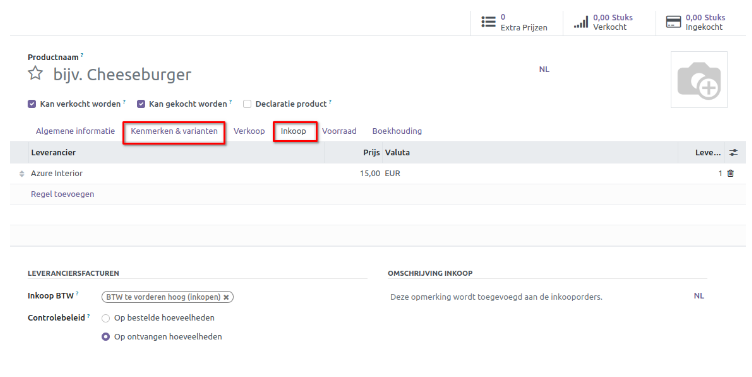 0
Extra Prijzen
0,00 Stuks
Verkocht
0,00 Stuks
Ingekocht
Productnaam ?
bijv. Cheeseburger
NL
Kan verkocht worden ? Kan gekocht worden ? Declaratie product ?
Algemene informatie Kenmerken & varianten Verkoop Inkoop Voorraad Boekhouding
Leverancier Prijs Valuta Leve...
Azure Interior 15,00 EUR 1
Regel toevoegen
LEVERANCIERSFACTUREN
Inkoop BTW ? BTW te vorderen hoog (inkopen) ×
Controlebeleid ? Op bestelde hoeveelheden
Op ontvangen hoeveelheden
OMSCHRIJVING INKOOP
Deze opmerking wordt toegevoegd aan de inkooporders. NL